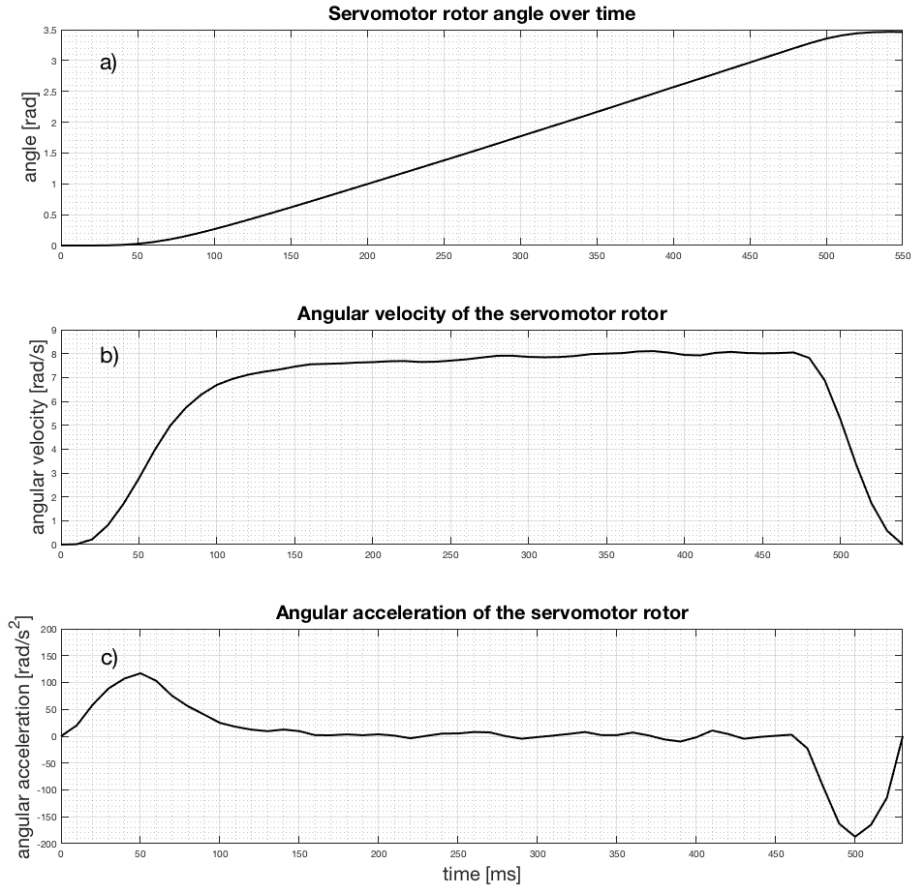 Servomotor rotor angle over time
a)
angle [rad]
3.5
3
2.5
2
1.5
1
0.5
0
0 50 100 150 200 250 300 350 400 450 500 550
Angular velocity of the servomotor rotor
b)
angular velocity [rad/s]
9
8
7
6
5
4
3
2
1
0
0 50 100 150 200 250 300 350 400 450 500
Angular acceleration of the servomotor rotor
c)
angular acceleration [rad/s²]
200
150
100
50
0
-50
-100
-150
-200
0 50 100 150 200 250 300 350 400 450 500
time [ms]